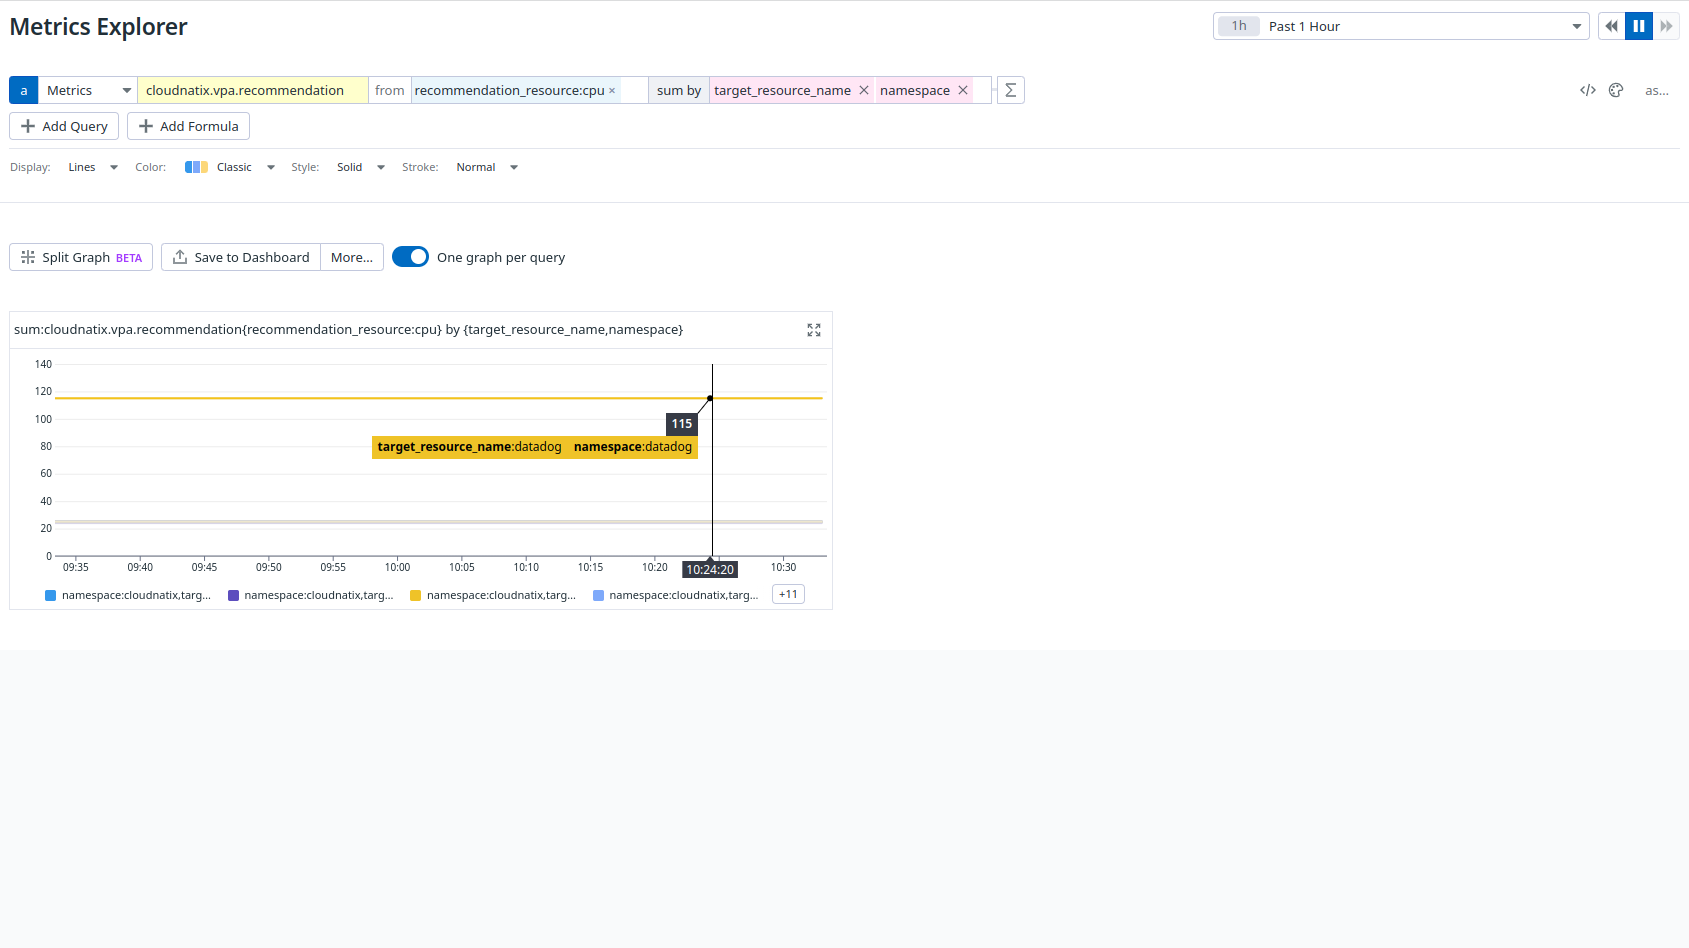 Metrics Explorer
1h Past 1 Hour
a Metrics cloudnatix.vpa.recommendation from recommendation_resource:cpu × sum by target_resource_name × namespace × Σ </> as...
+ Add Query + Add Formula
Display: Lines Color: Classic Style: Solid Stroke: Normal
Split Graph BETA Save to Dashboard More... One graph per query
sum:cloudnatix.vpa.recommendation{recommendation_resource:cpu} by {target_resource_name,namespace}
140
120
100
115
80
target_resource_name:datadog namespace:datadog
60
40
20
0
09:35 09:40 09:45 09:50 09:55 10:00 10:05 10:10 10:15 10:20 10:24:20 10:30
namespace:cloudnatix,targ... namespace:cloudnatix,targ... namespace:cloudnatix,targ... namespace:cloudnatix,targ... +11